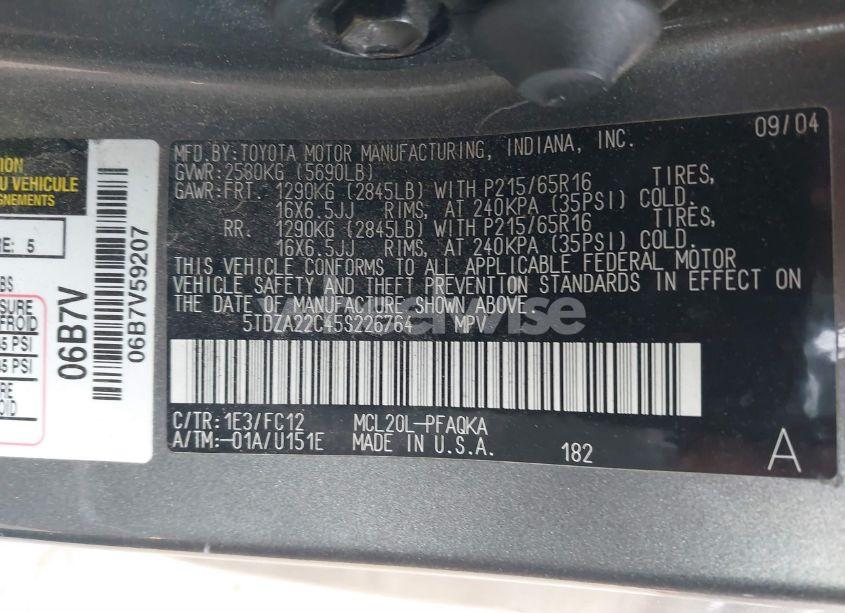 MFD.BY:TOYOTA MOTOR MANUFACTURING, INDIANA, INC. 09/04
GVWR:2580KG (5690LB)
GAWR:FRT. 1290KG (2845LB) WITH P215/65R16 TIRES,
16X6.5JJ RIMS, AT 240KPA (35PSI) COLD.
RR. 1290KG (2845LB) WITH P215/65R16 TIRES,
16X6.5JJ RIMS, AT 240KPA (35PSI) COLD.
THIS VEHICLE CONFORMS TO ALL APPLICABLE FEDERAL MOTOR
VEHICLE SAFETY AND THEFT PREVENTION STANDARDS IN EFFECT ON
THE DATE OF MANUFACTURE SHOWN ABOVE.
5TDZA22C45S226764 MPV
C/TR:1E3/FC12 MCL20L-PFAQKA
A/TM:-01A/U151E MADE IN U.S.A. 182 A
U VEHICULE
RE: 5
BS
PSI
PSI
06B7V
06B7V59207